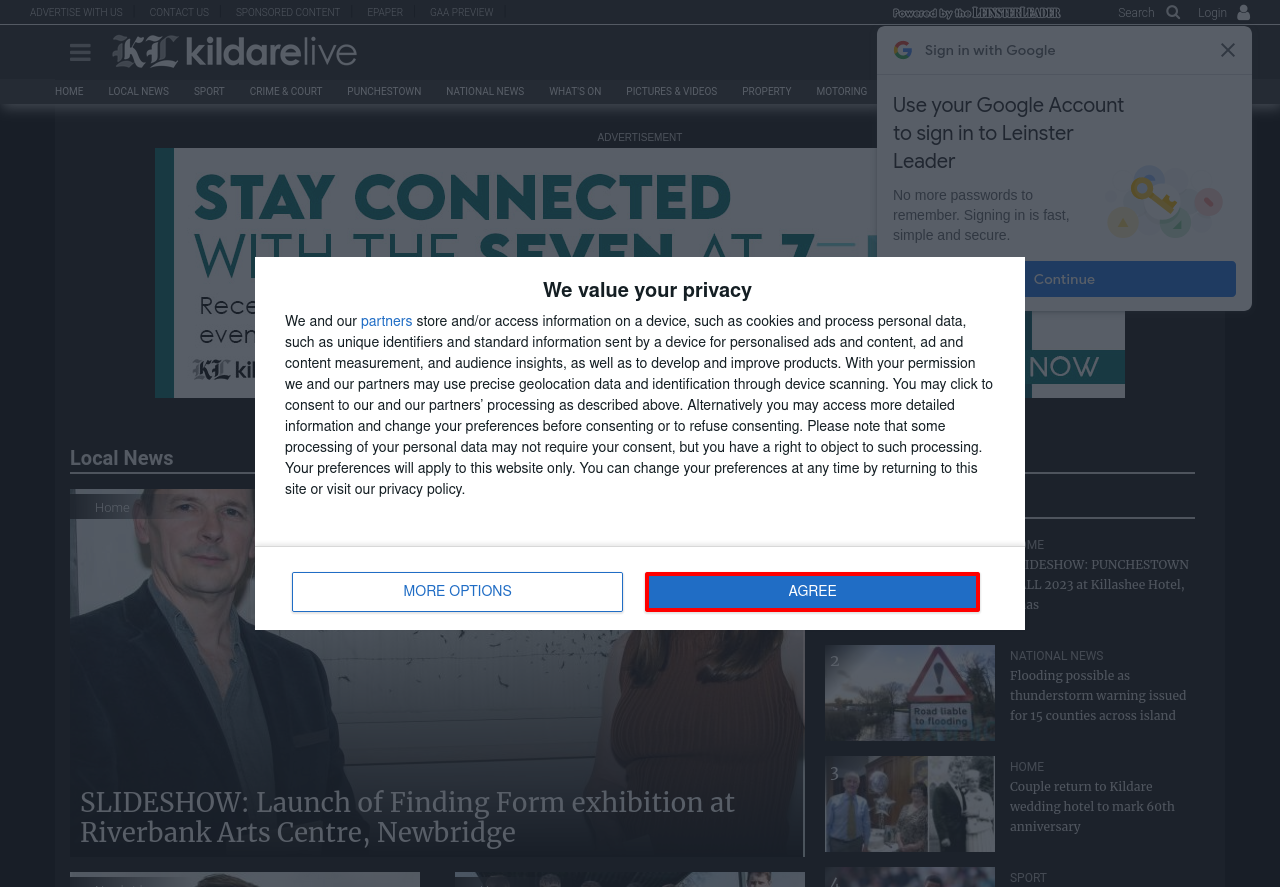 ADVERTISE WITH US
CONTACT US
SPONSORED CONTENT
EPAPER
GAA PREVIEW
Powered by the LEINSTER LEADER
Search
Login
KL kildarelive
HOME
LOCAL NEWS
SPORT
CRIME & COURT
PUNCHESTOWN
NATIONAL NEWS
WHAT'S ON
PICTURES & VIDEOS
PROPERTY
MOTORING
Sign in with Google
Use your Google Account
to sign in to Leinster
Leader
No more passwords to
remember. Signing in is fast,
simple and secure.
Continue
ADVERTISEMENT
STAY CONNECTED
WITH THE SEVEN AT 7
Rece
even
KL kil
NOW
We value your privacy
We and our partners store and/or access information on a device, such as cookies and process personal data,
such as unique identifiers and standard information sent by a device for personalised ads and content, ad and
content measurement, and audience insights, as well as to develop and improve products. With your permission
we and our partners may use precise geolocation data and identification through device scanning. You may click to
consent to our and our partners’ processing as described above. Alternatively you may access more detailed
information and change your preferences before consenting or to refuse consenting. Please note that some
processing of your personal data may not require your consent, but you have a right to object to such processing.
Your preferences will apply to this website only. You can change your preferences at any time by returning to this
site or visit our privacy policy.
MORE OPTIONS
AGREE
Local News
Home
SLIDESHOW: Launch of Finding Form exhibition at
Riverbank Arts Centre, Newbridge
OME
IDESHOW: PUNCHESTOWN
ALL 2023 at Killashee Hotel,
as
2
Road liable
to flooding
NATIONAL NEWS
Flooding possible as
thunderstorm warning issued
for 15 counties across island
3
HOME
Couple return to Kildare
wedding hotel to mark 60th
anniversary
4
SPORT